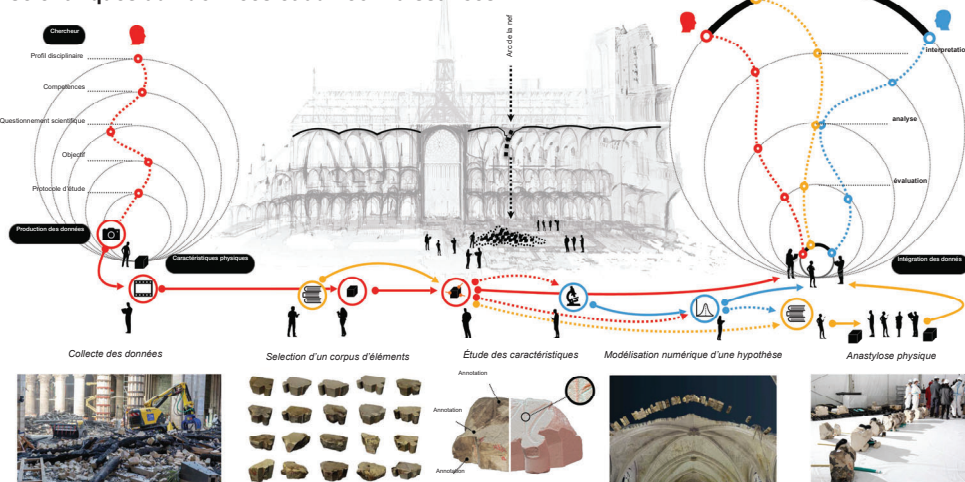 Chercheur
Profil disciplinaire
Compétences
Questionnement scientifique
Objectif
Protocole d'étude
Production des données
Caractéristiques physiques
Arc de la nef
interpretation
analyse
évaluation
Intégration des donnés
Collecte des données
Selection d'un corpus d'éléments
Étude des caractéristiques
Modélisation numérique d'une hypothèse
Anastylose physique
Annotation
Annotation
Annotation